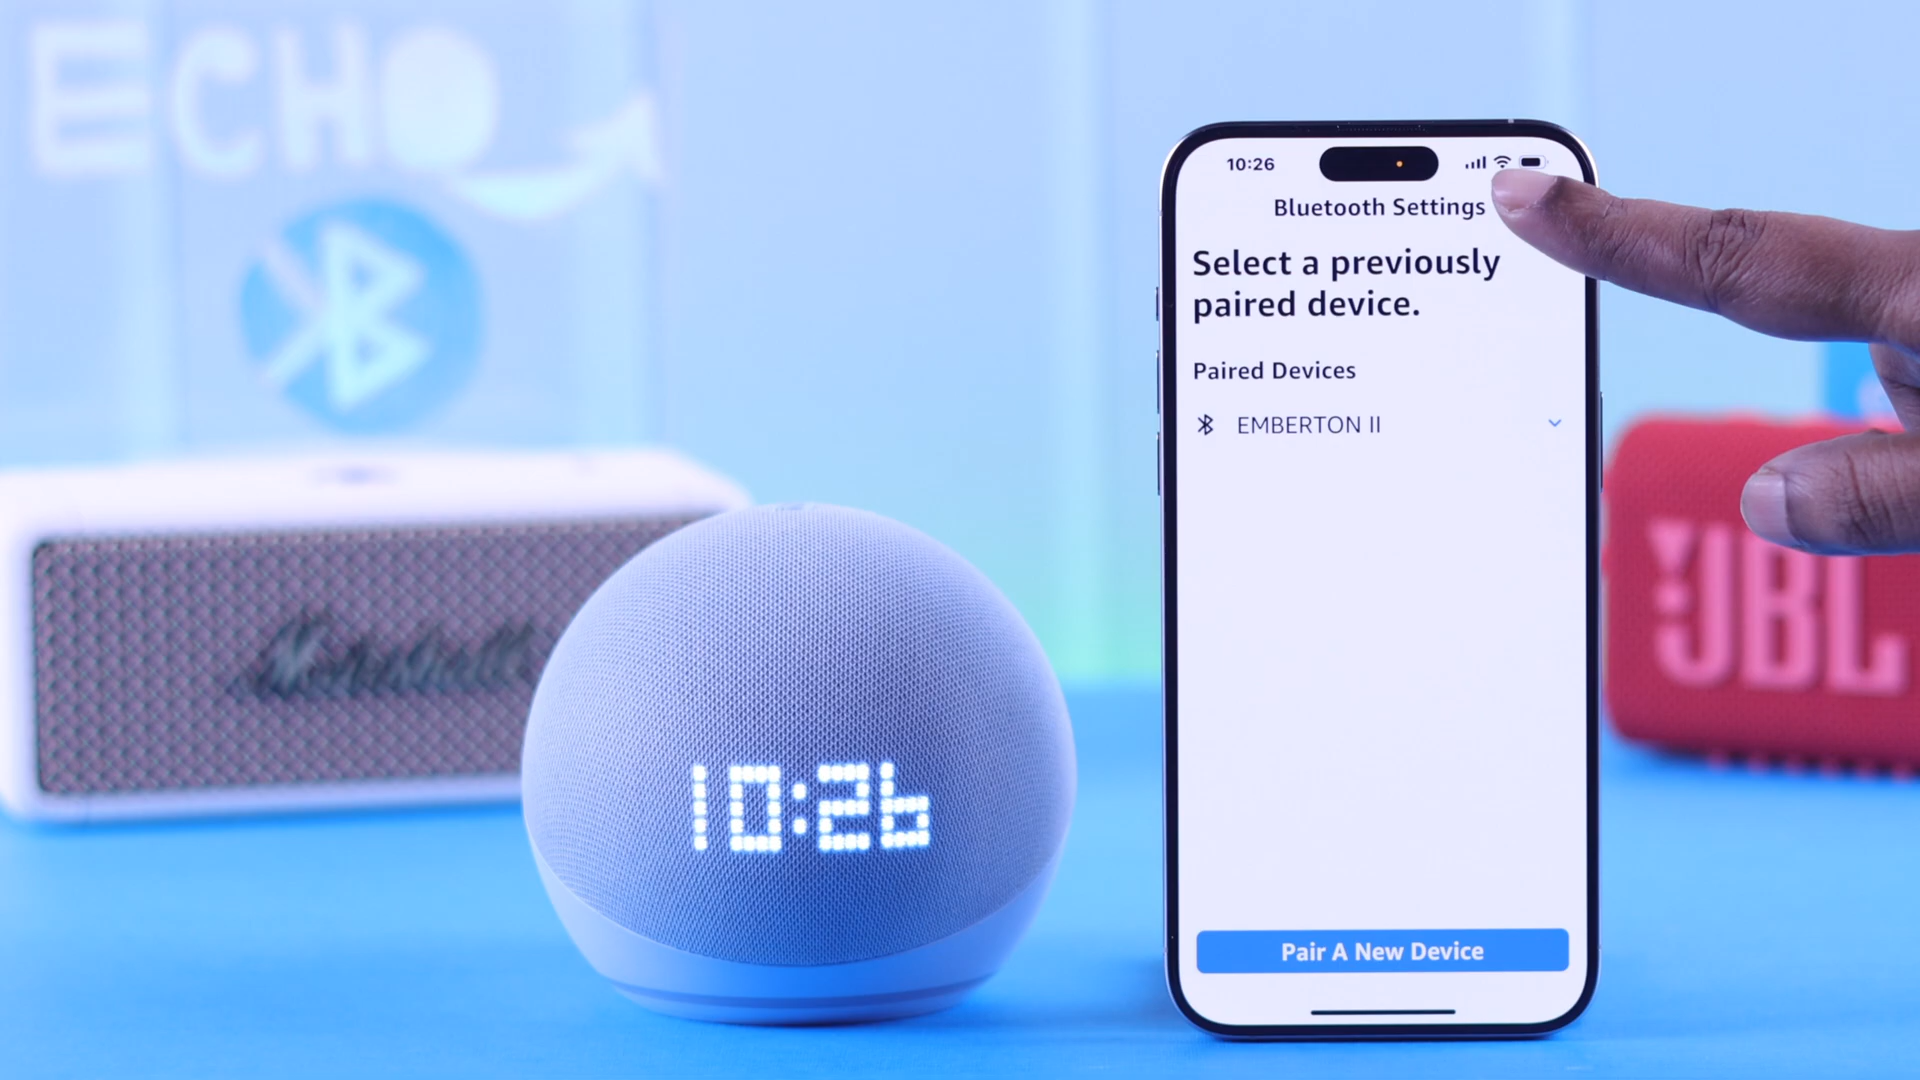 ECHO
10:26
Bluetooth Settings
Select a previously
paired device.
Paired Devices
EMBERTON II
Pair A New Device
Marshall
10:26
JBL